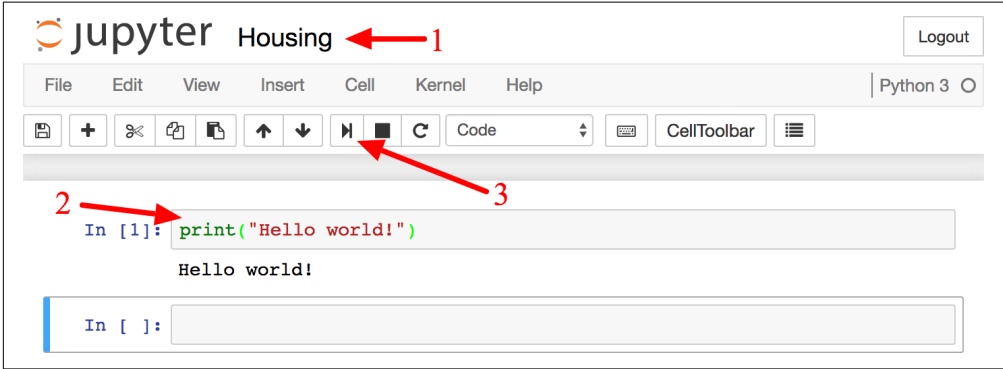 jupyter Housing 1 Logout
File Edit View Insert Cell Kernel Help Python 3
Code CellToolbar
2 3
In [1]: print("Hello world!")
Hello world!
In [ ]: